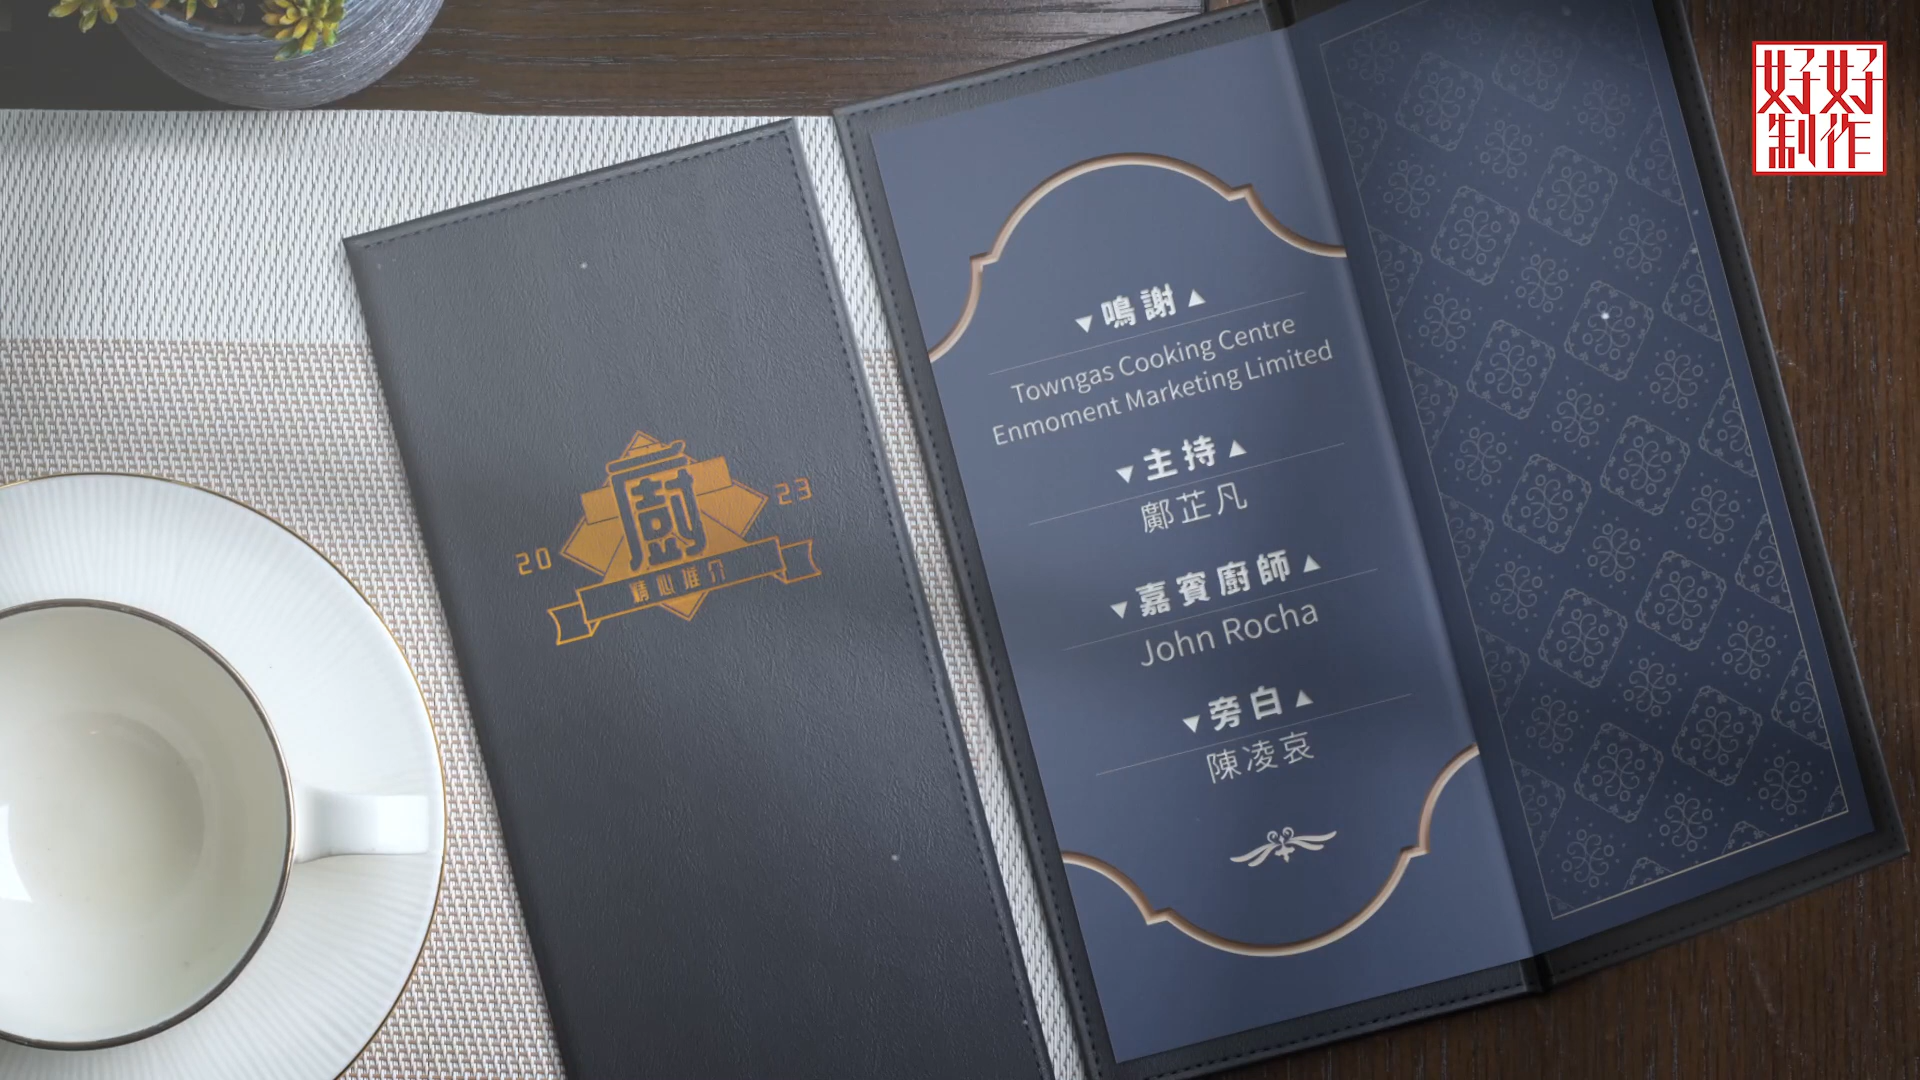 好好
制作
20 廚 23
精心推介
▼鳴謝▲
Towngas Cooking Centre
Enmoment Marketing Limited
▼主持▲
鄺芷凡
▼嘉賓廚師▲
John Rocha
▼旁白▲
陳凌哀